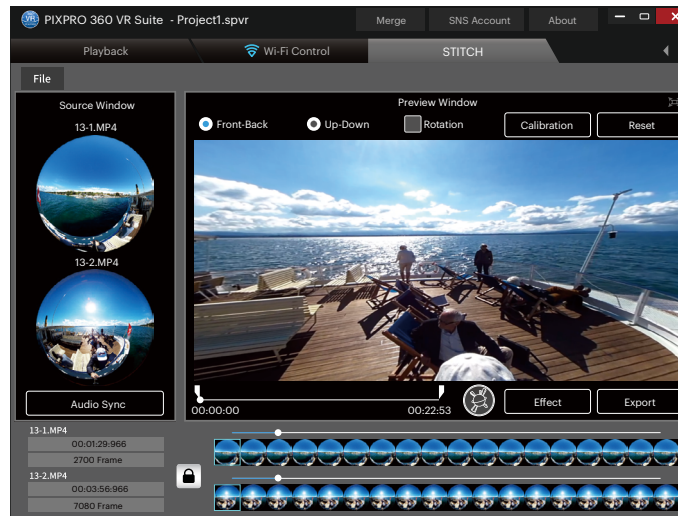 VR PIXPRO 360 VR Suite - Project1.spvr Merge SNS Account About
Playback Wi-Fi Control STITCH
File
Source Window
13-1.MP4
13-2.MP4
Audio Sync
Preview Window
Front-Back Up-Down Rotation Calibration Reset
00:00:00 00:22:53 Effect Export
13-1.MP4
00:01:29:966
2700 Frame
13-2.MP4
00:03:56:966
7080 Frame